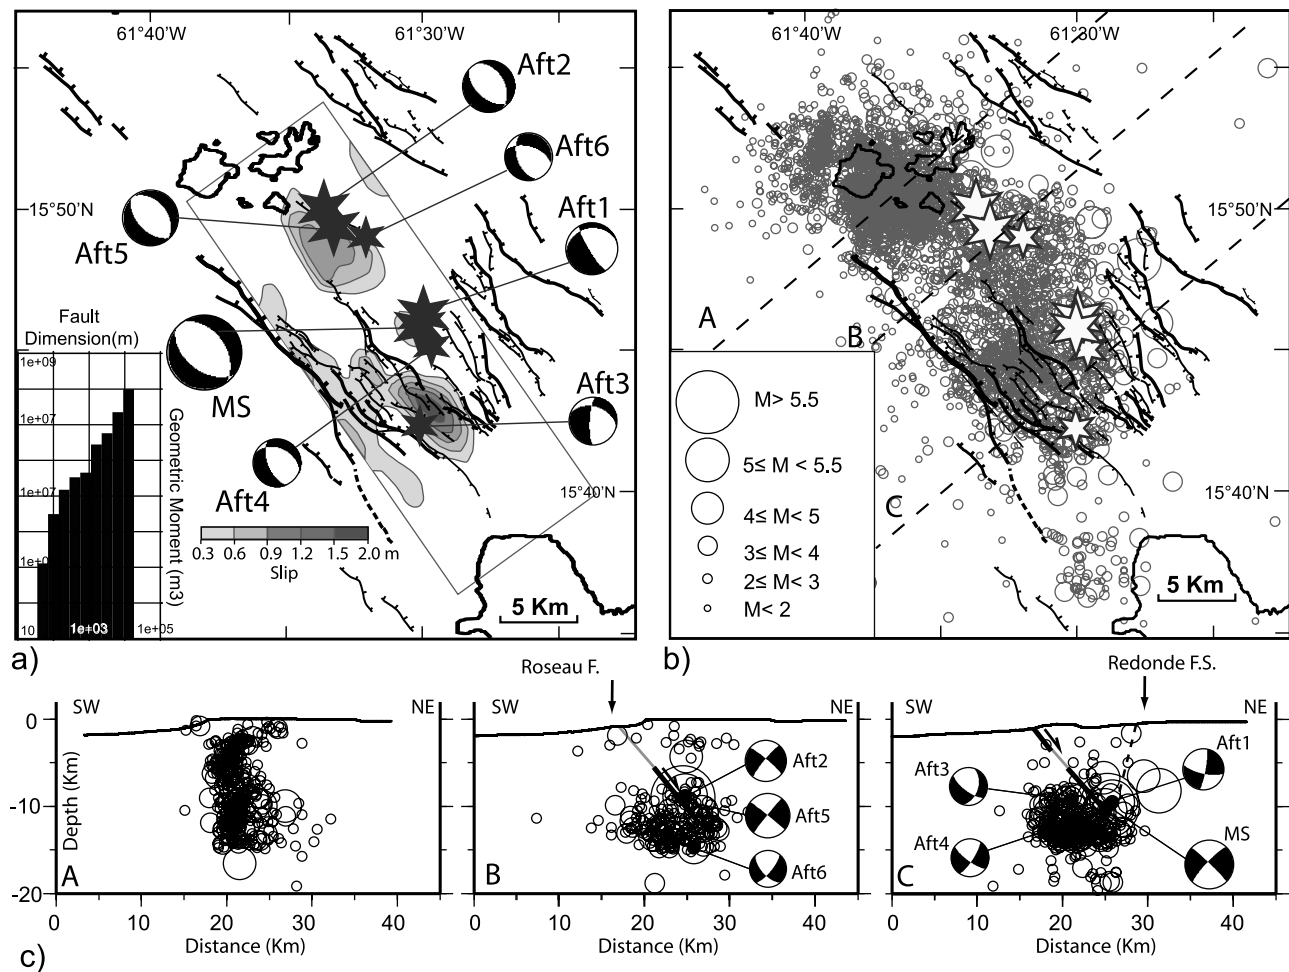 61°40'W
61°30'W
Aft2
Aft6
Aft1
15°50'N
Aft5
Fault
Dimension(m)
MS
Aft3
Aft4
1e+09
1e+07
1e+07
10
1e+03
1e+05
Geometric Moment (m3)
15°40'N
0.3 0.6 0.9 1.2 1.5 2.0 m
Slip
5 Km
a)
61°40'W
61°30'W
15°50'N
A
B
C
M> 5.5
5≤ M < 5.5
4≤ M< 5
3≤ M< 4
2≤ M< 3
M< 2
15°40'N
5 Km
b)
Roseau F.
Redonde F.S.
SW NE
SW NE
SW NE
0
-10
-20
Depth (Km)
A
Aft2
Aft5
Aft6
B
Aft3
Aft1
Aft4
MS
C
0 10 20 30 40
0 10 20 30 40
0 10 20 30 40
Distance (Km)
Distance (Km)
Distance (Km)
c)